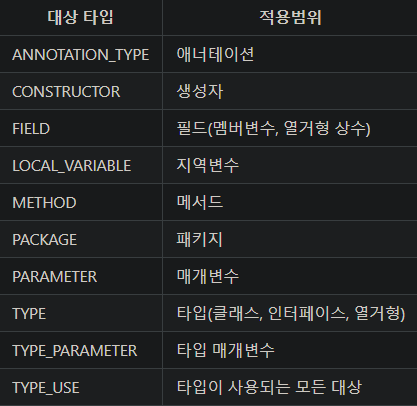 대상 타입 적용범위
ANNOTATION_TYPE 애너테이션
CONSTRUCTOR 생성자
FIELD 필드(멤버변수, 열거형 상수)
LOCAL_VARIABLE 지역변수
METHOD 메서드
PACKAGE 패키지
PARAMETER 매개변수
TYPE 타입(클래스, 인터페이스, 열거형)
TYPE_PARAMETER 타입 매개변수
TYPE_USE 타입이 사용되는 모든 대상